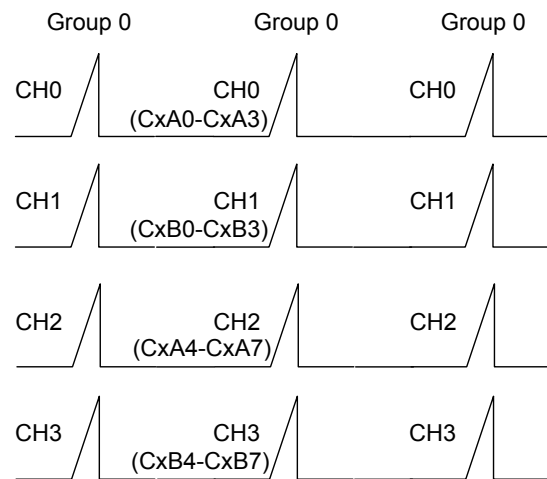 Group 0 Group 0 Group 0
CH0 CH0 CH0
(CxA0-CxA3)
CH1 CH1 CH1
(CxB0-CxB3)
CH2 CH2 CH2
(CxA4-CxA7)
CH3 CH3 CH3
(CxB4-CxB7)